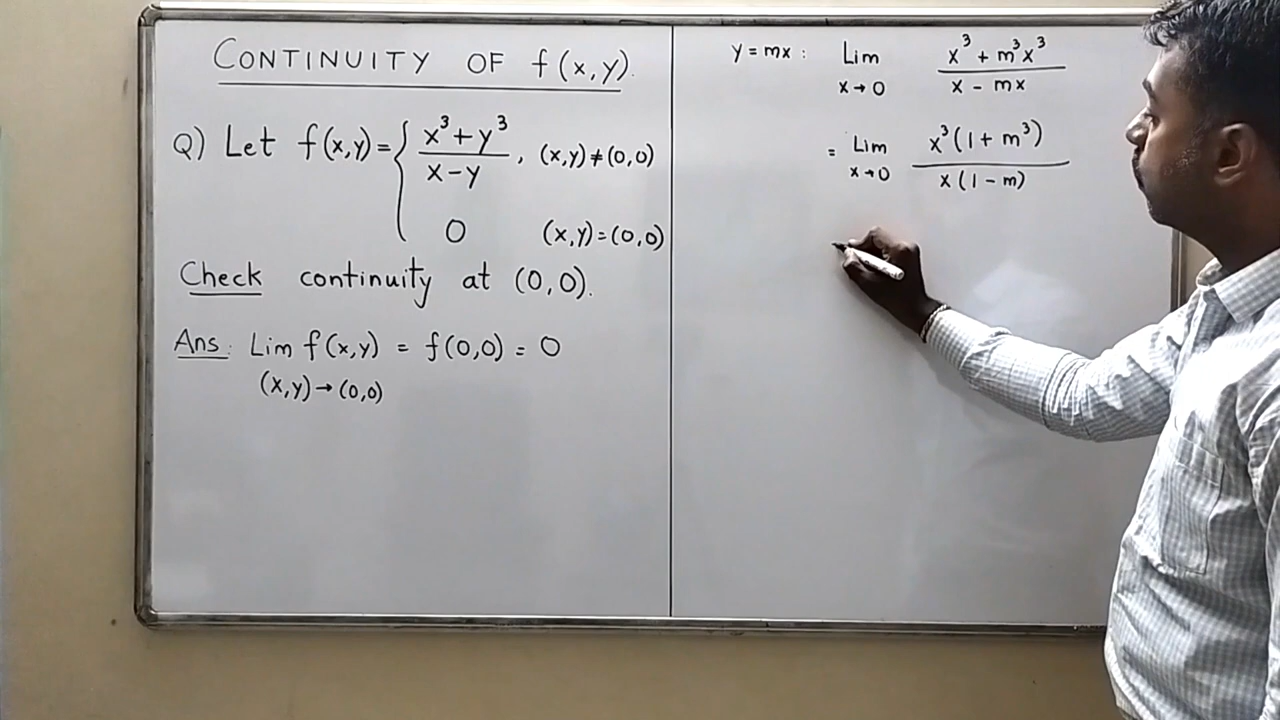 CONTINUITY OF f(x,y).
Q) Let f(x,y) = { x³ + y³ / x - y , (x,y) ≠ (0,0)
0 (x,y) = (0,0)
Check continuity at (0,0).
Ans: Lim f(x,y) = f(0,0) = 0
(x,y) → (0,0)
y = mx : Lim x³ + m³x³ / x - mx
x → 0
= Lim x³(1 + m³) / x(1 - m)
x → 0